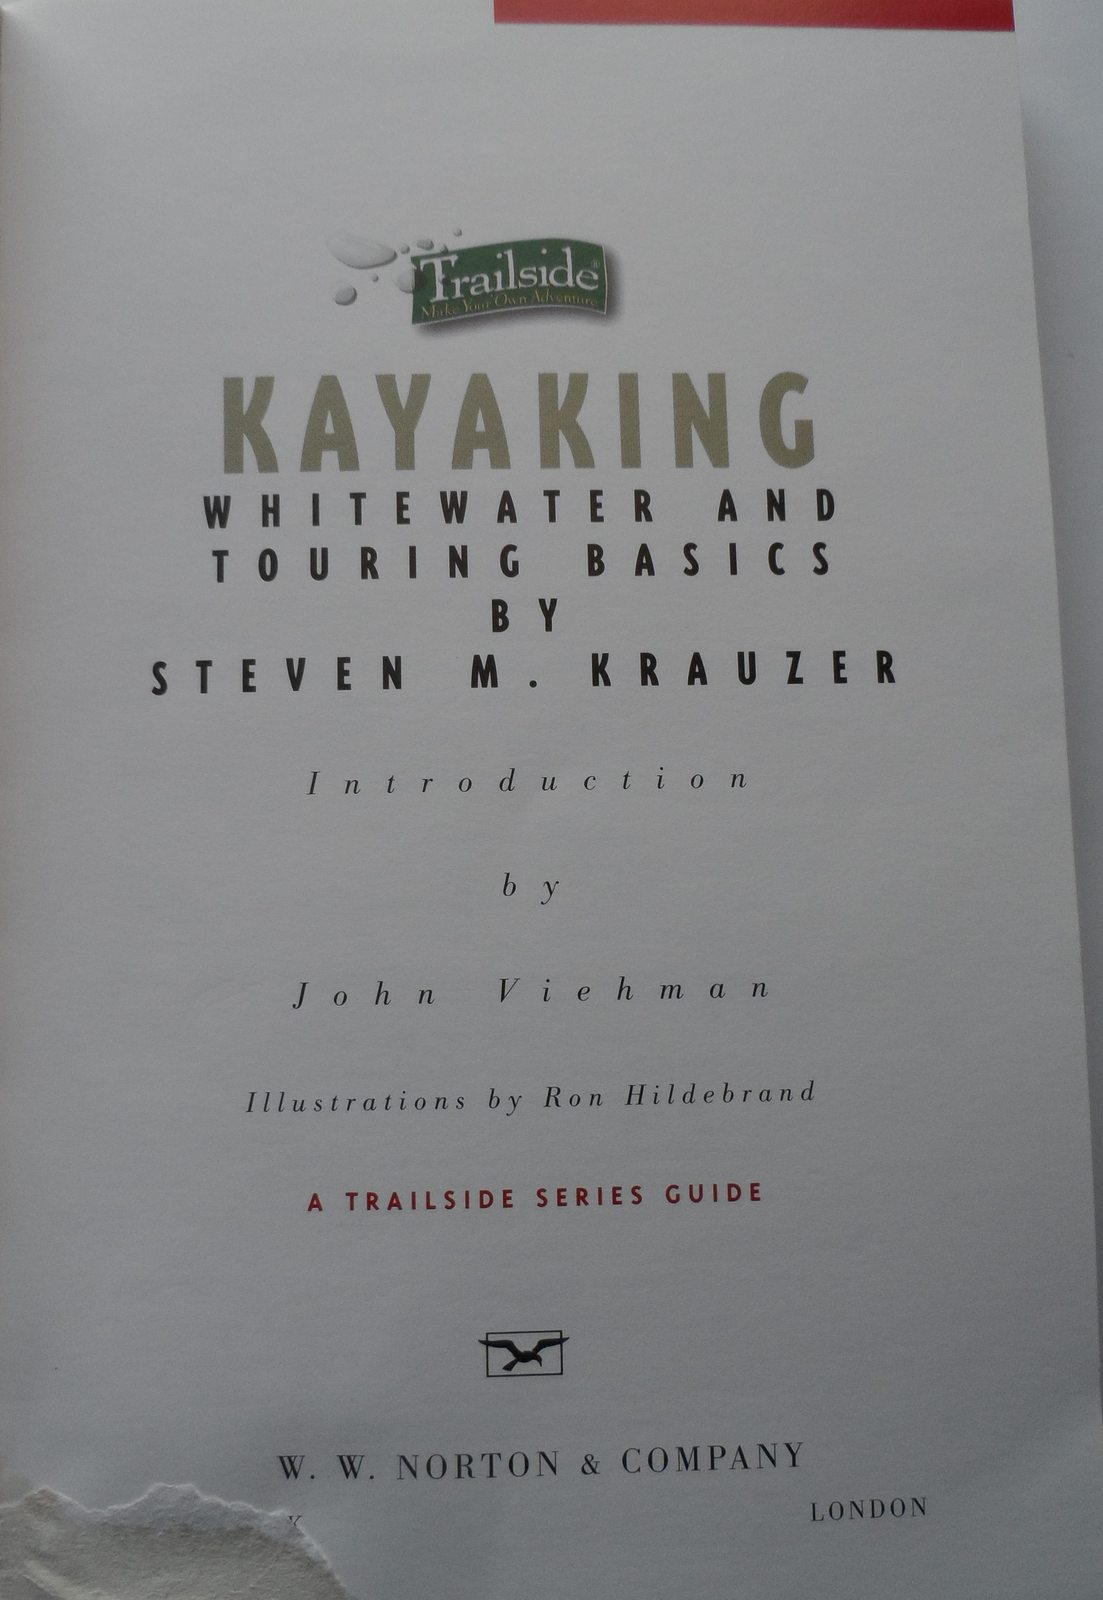 Trailside®
Make Your Own Adventure
KAYAKING
WHITEWATER AND
TOURING BASICS
BY
STEVEN M. KRAUZER
Introduction
by
John Viehman
Illustrations by Ron Hildebrand
A TRAILSIDE SERIES GUIDE
W. W. NORTON & COMPANY
LONDON